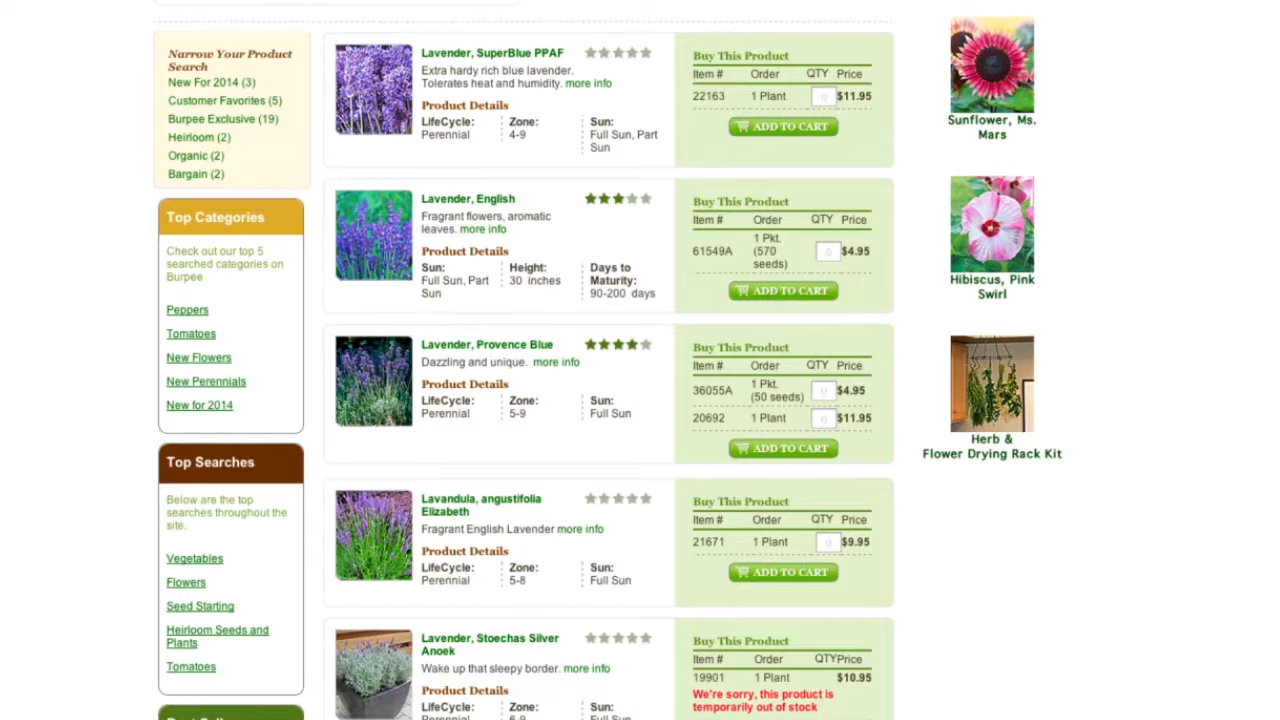 Narrow Your Product
Search
New For 2014 (3)
Customer Favorites (5)
Burpee Exclusive (19)
Heirloom (2)
Organic (2)
Bargain (2)
Top Categories
Check out our top 5
searched categories on
Burpee
Peppers
Tomatoes
New Flowers
New Perennials
New for 2014
Top Searches
Below are the top
searches throughout the
site.
Vegetables
Flowers
Seed Starting
Heirloom Seeds and
Plants
Tomatoes
Lavender, SuperBlue PPAF
Extra hardy rich blue lavender.
Tolerates heat and humidity. more info
Product Details
LifeCycle: Zone: Sun:
Perennial 4-9 Full Sun, Part
Sun
Buy This Product
Item # Order QTY Price
22163 1 Plant 0 $11.95
ADD TO CART
Lavender, English
Fragrant flowers, aromatic
leaves. more info
Product Details
Sun: Height: Days to
Full Sun, Part 30 inches Maturity:
Sun 90-200 days
Buy This Product
Item # Order QTY Price
1 Pkt.
61549A (570 0 $4.95
seeds)
ADD TO CART
Lavender, Provence Blue
Dazzling and unique. more info
Product Details
LifeCycle: Zone: Sun:
Perennial 5-9 Full Sun
Buy This Product
Item # Order QTY Price
36055A 1 Pkt. 0 $4.95
(50 seeds)
20692 1 Plant 0 $11.95
ADD TO CART
Lavandula, angustifolia
Elizabeth
Fragrant English Lavender more info
Product Details
LifeCycle: Zone: Sun:
Perennial 5-8 Full Sun
Buy This Product
Item # Order QTY Price
21671 1 Plant 0 $9.95
ADD TO CART
Lavender, Stoechas Silver
Anoek
Wake up that sleepy border. more info
Product Details
LifeCycle: Zone: Sun:
Buy This Product
Item # Order QTYPrice
19901 1 Plant $10.95
We're sorry, this product is
temporarily out of stock
Sunflower, Ms.
Mars
Hibiscus, Pink
Swirl
Herb &
Flower Drying Rack Kit